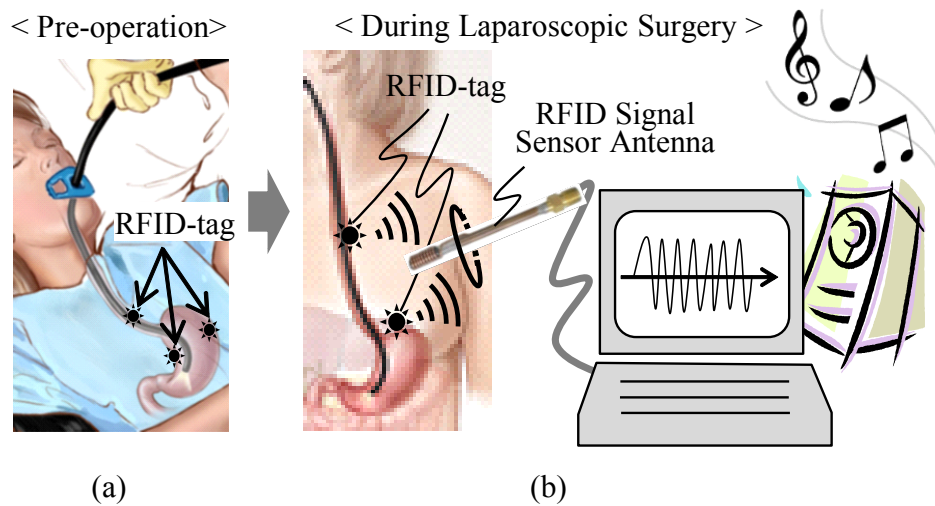 < Pre-operation>
< During Laparoscopic Surgery >
RFID-tag
RFID Signal
Sensor Antenna
RFID-tag
(a)
(b)